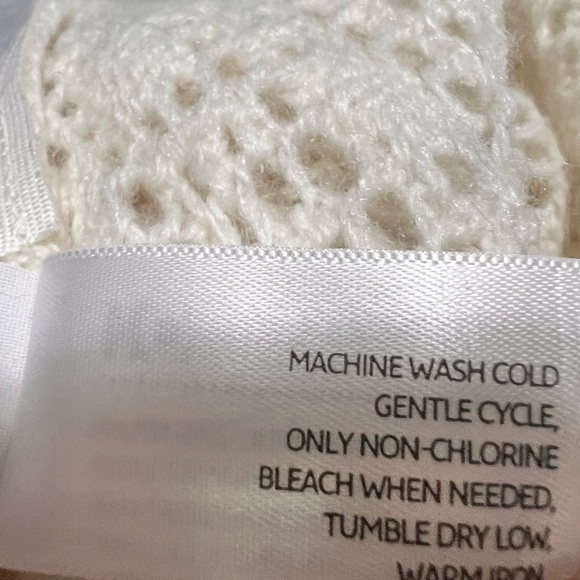 MACHINE WASH COLD
GENTLE CYCLE,
ONLY NON-CHLORINE
BLEACH WHEN NEEDED,
TUMBLE DRY LOW,
WARM IRON